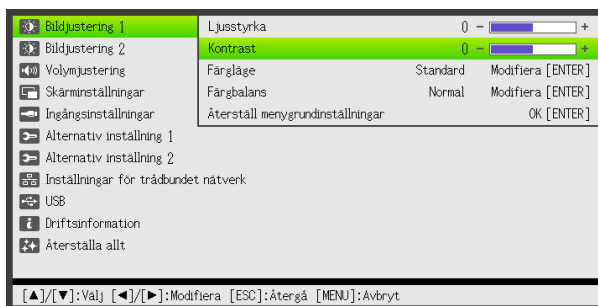 Bildjustering 1
Bildjustering 2
Volymjustering
Skärminställningar
Ingångsinställningar
Alternativ inställning 1
Alternativ inställning 2
Inställningar för trådbundet nätverk
USB
Driftsinformation
Återställa allt
Ljusstyrka 0 - +
Kontrast 0 - +
Färgläge Standard Modifiera [ENTER]
Färgbalans Normal Modifiera [ENTER]
Återställ menygrundinställningar OK [ENTER]
[▲]/[▼]:Välj [◀]/[▶]:Modifiera [ESC]:Återgå [MENU]:Avbryt